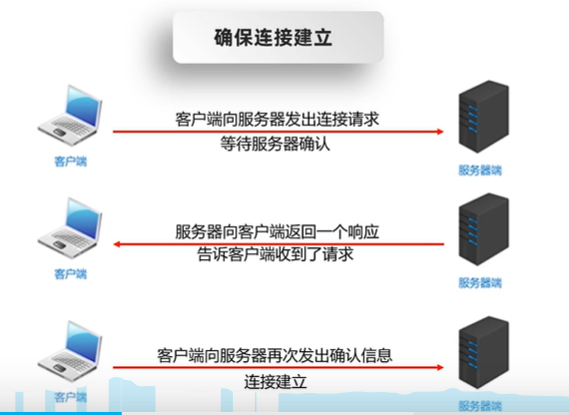 确保连接建立
客户端向服务器发出连接请求
等待服务器确认
客户端
服务器端
服务器向客户端返回一个响应
告诉客户端收到了请求
客户端
服务器端
客户端向服务器再次发出确认信息
连接建立
客户端
服务器端